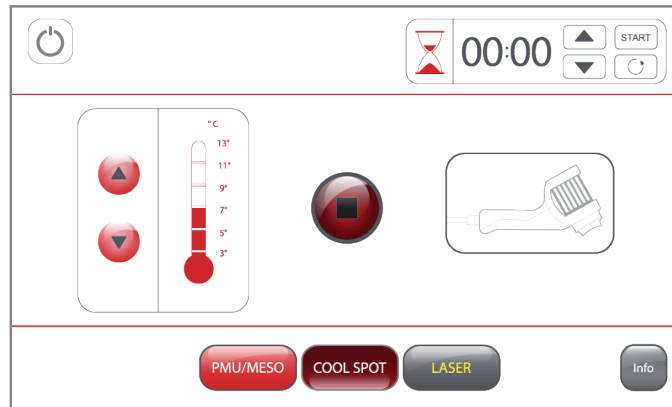 00:00
START
°C
13°
11°
9°
7°
5°
3°
PMU/MESO
COOL SPOT
LASER
Info